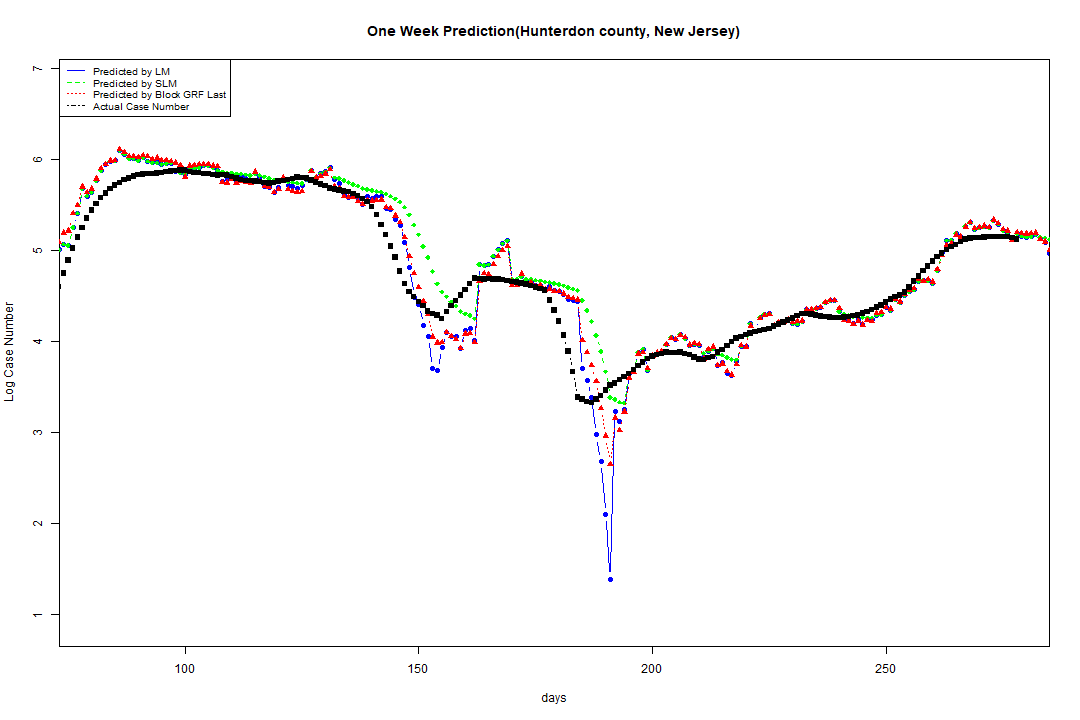 One Week Prediction(Hunterdon county, New Jersey)
Predicted by LM
Predicted by SLM
Predicted by Block GRF Last
Actual Case Number
7
6
5
4
3
2
1
Log Case Number
100 150 200 250
days